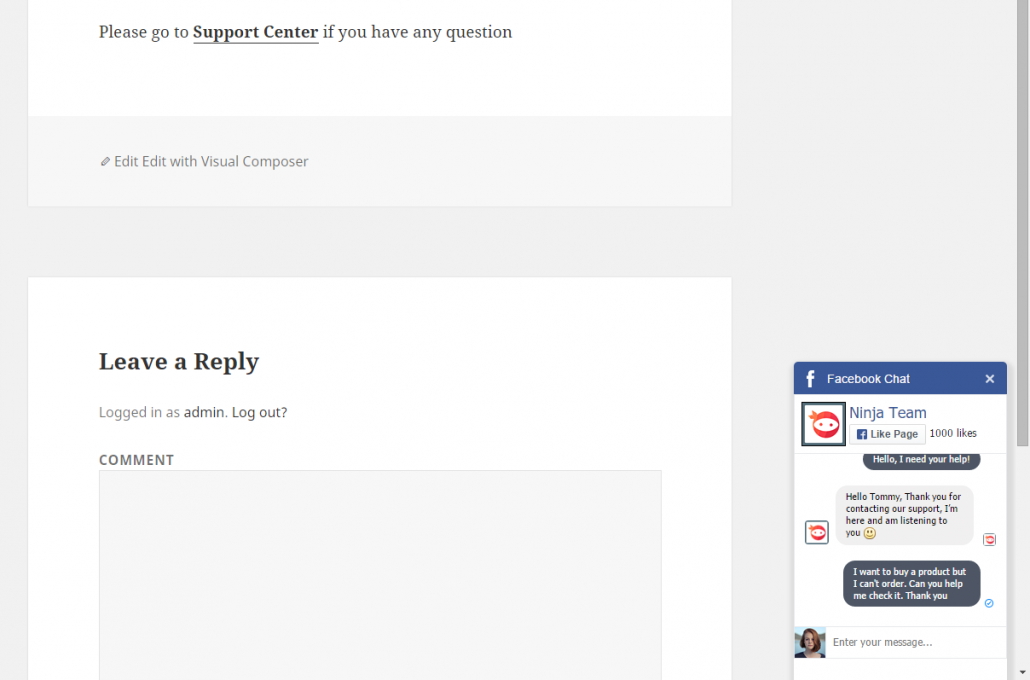 Please go to Support Center if you have any question
Edit Edit with Visual Composer
Leave a Reply
Logged in as admin. Log out?
COMMENT
Facebook Chat
Ninja Team
Like Page 1000 likes
Hello, I need your help!
Hello Tommy, Thank you for
contacting our support, I'm
here and am listening to
you 🙂
I want to buy a product but
I can't order. Can you help
me check it. Thank you
Enter your message...